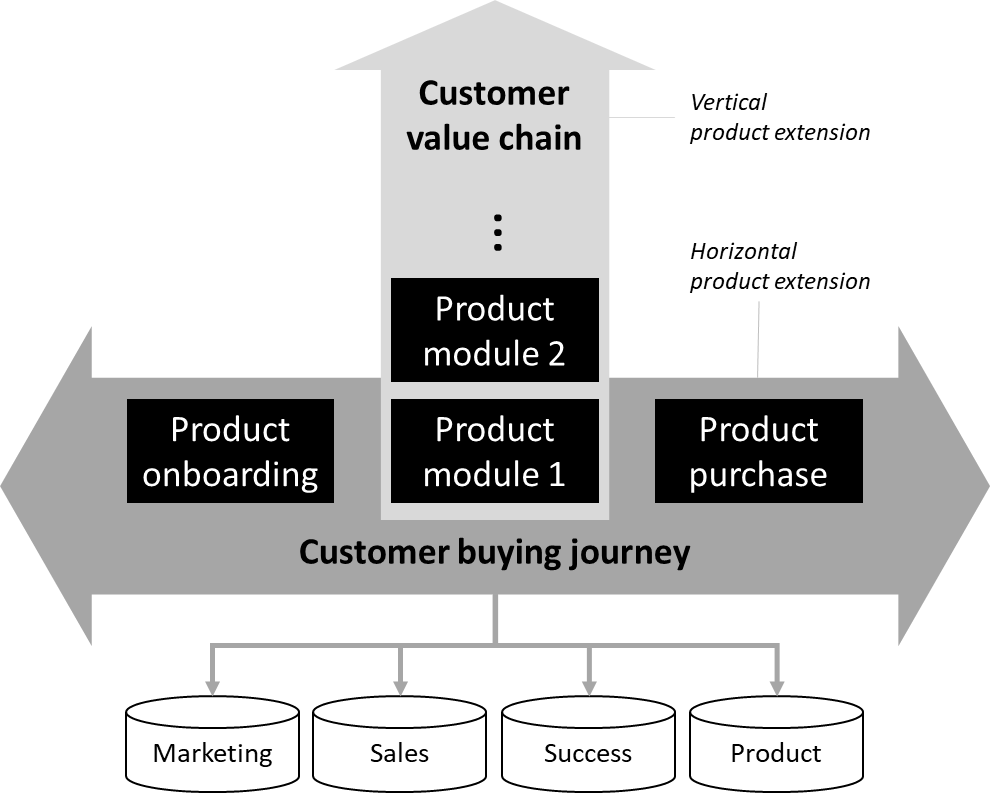 Customer
value chain
Vertical
product extension
⋮
Horizontal
product extension
Product
module 2
Product
onboarding
Product
module 1
Product
purchase
Customer buying journey
Marketing
Sales
Success
Product